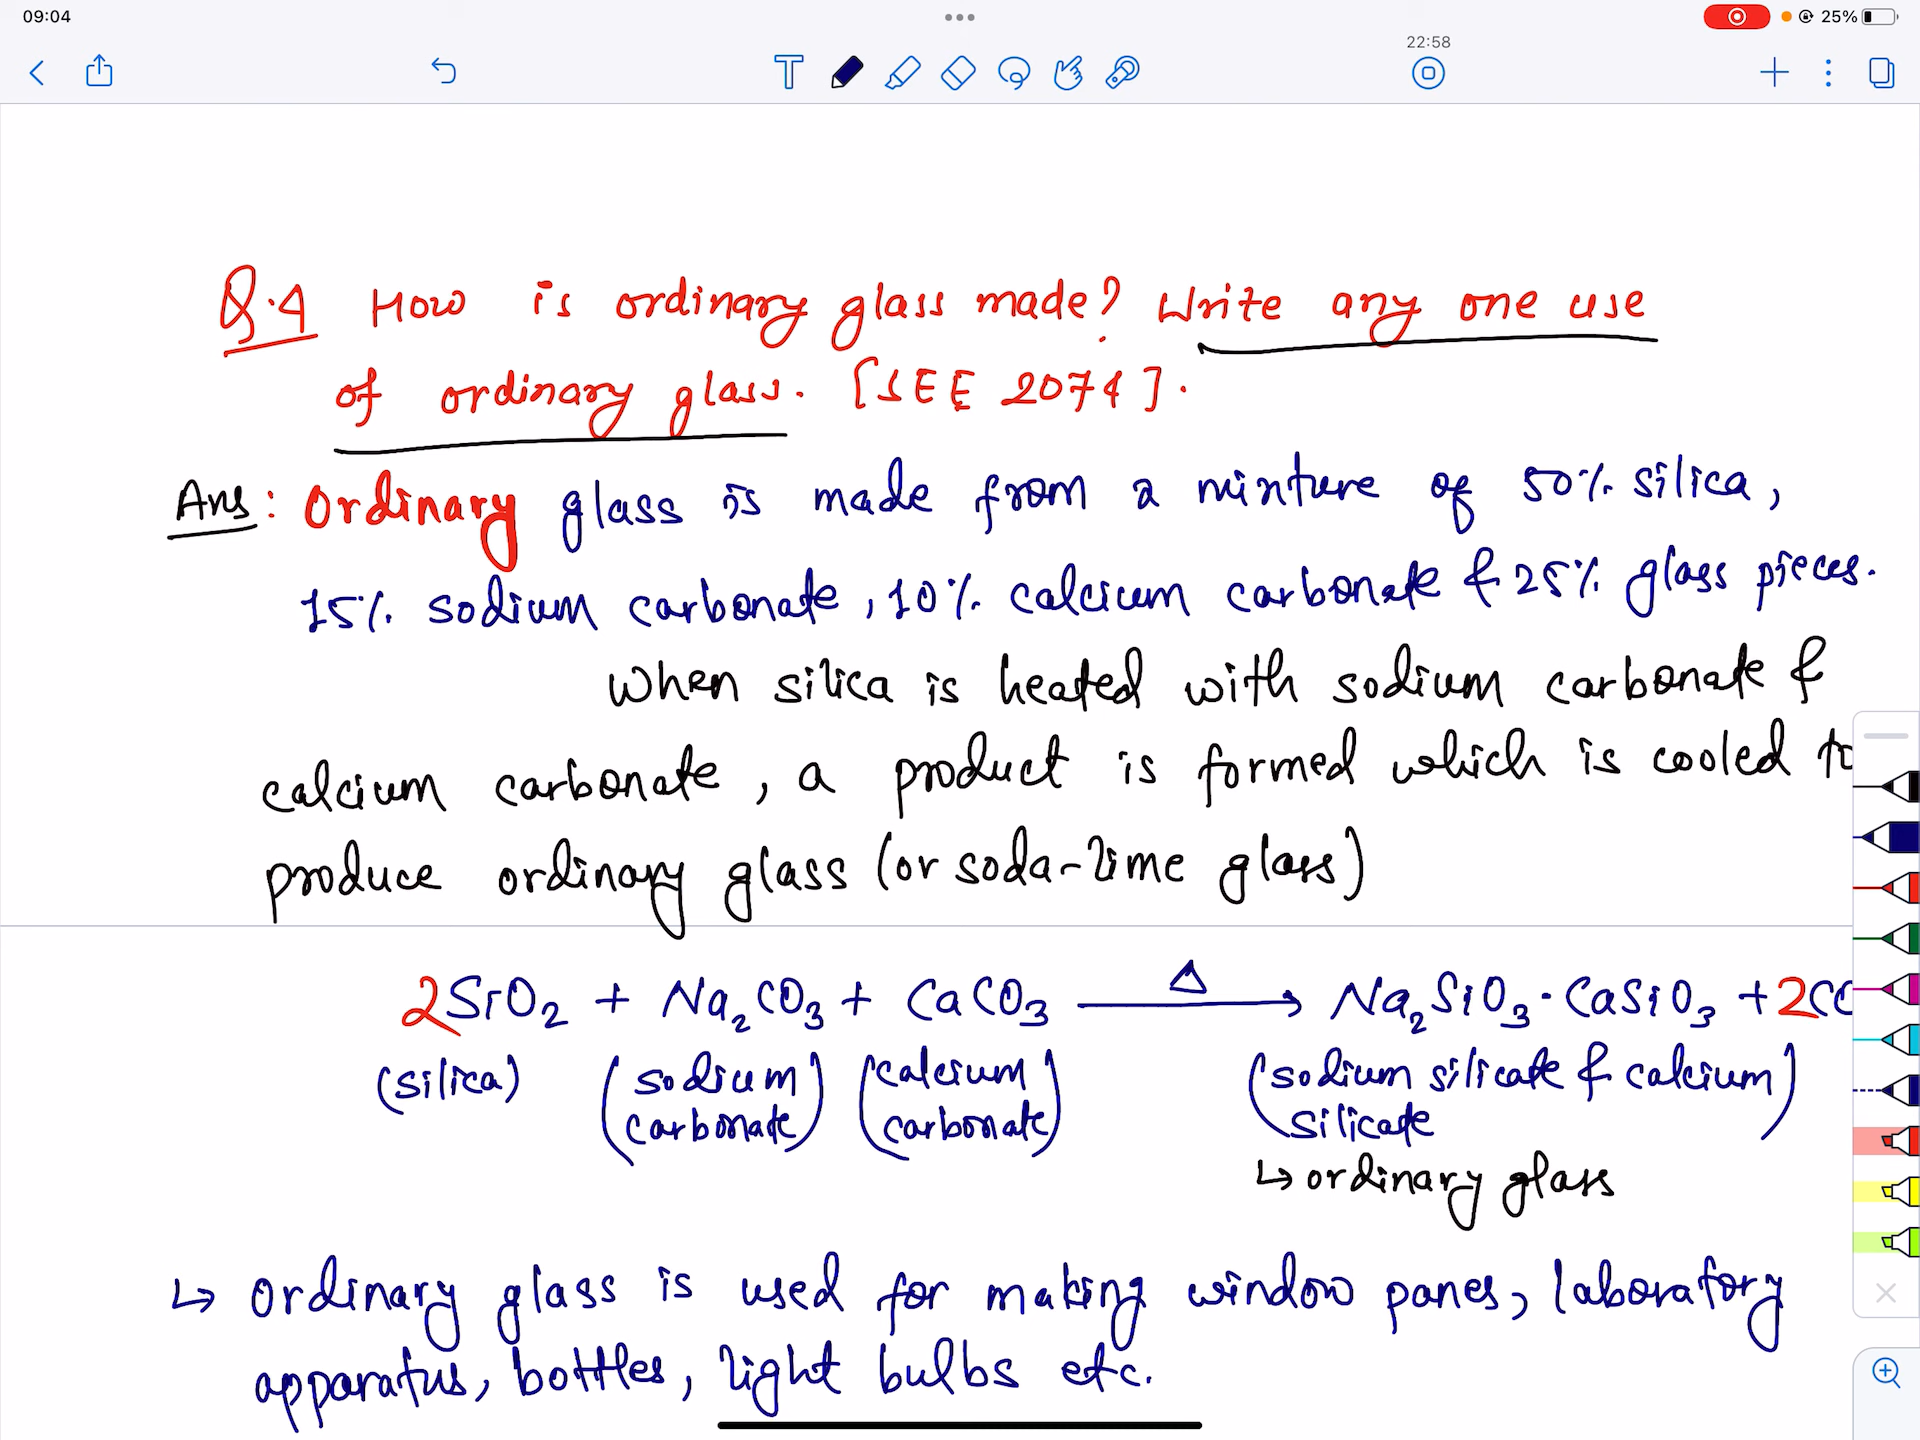 09:04
25%
22:58
Q.4 How is ordinary glass made? Write any one use
of ordinary glass. [SEE 2074].
Ans: Ordinary glass is made from a mixture of 50% silica,
15% sodium carbonate, 10% calcium carbonate & 25% glass pieces.
When silica is heated with sodium carbonate &
calcium carbonate, a product is formed which is cooled to
produce ordinary glass (or soda-lime glass)
2SiO₂ + Na₂CO₃ + CaCO₃ —Δ→ Na₂SiO₃·CaSiO₃ + 2CO
(silica) (sodium carbonate) (calcium carbonate) (sodium silicate & calcium silicate)
↳ ordinary glass
↳ Ordinary glass is used for making window panes, laboratory
apparatus, bottles, light bulbs etc.